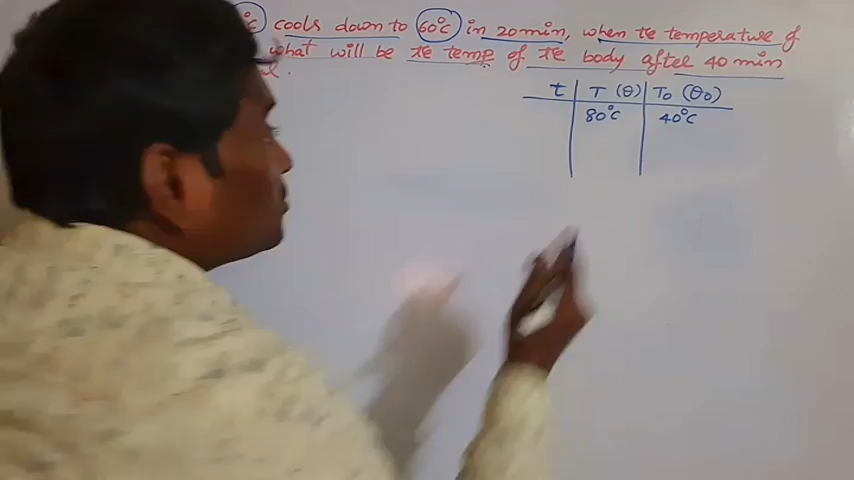 °c cools down to 60°c in 20min, when te temperature of
what will be te temp of te body after 40 min
t T (θ) To (θo)
80°c 40°c